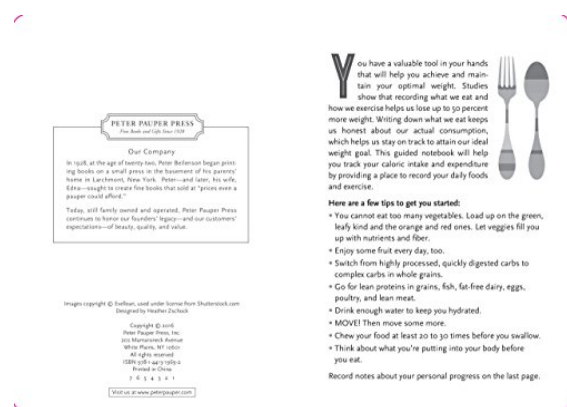 PETER PAUPER PRESS
Fine Books and Gifts Since 1928
Our Company
In 1928, at the age of twenty-two, Peter Beilenson began print-
ing books on a small press in the basement of his parents'
home in Larchmont, New York. Peter—and later, his wife,
Edna—sought to create fine books that sold at "prices even a
pauper could afford."
Today, still family owned and operated, Peter Pauper Press
continues to honor our founders' legacy—and our customers'
expectations—of beauty, quality, and value.
Images copyright © used under license from Shutterstock.com
Designed by Heather Zschock
Copyright © 2016
Peter Pauper Press, Inc.
202 Mamaroneck Avenue
White Plains, NY 10601
All rights reserved
ISBN 978-1-4413-1985-2
Printed in China
7 6 5 4 3 2 1
Visit us at www.peterpauper.com
You have a valuable tool in your hands
that will help you achieve and main-
tain your optimal weight. Studies
show that recording what we eat and
how we exercise helps us lose up to 50 percent
more weight. Writing down what we eat keeps
us honest about our actual consumption,
which helps us stay on track to attain our ideal
weight goal. This guided notebook will help
you track your caloric intake and expenditure
by providing a place to record your daily foods
and exercise.
Here are a few tips to get you started:
• You cannot eat too many vegetables. Load up on the green,
leafy kind and the orange and red ones. Let veggies fill you
up with nutrients and fiber.
• Enjoy some fruit every day, too.
• Switch from highly processed, quickly digested carbs to
complex carbs in whole grains.
• Go for lean proteins in grains, fish, fat-free dairy, eggs,
poultry, and lean meat.
• Drink enough water to keep you hydrated.
• MOVE! Then move some more.
• Chew your food at least 20 to 30 times before you swallow.
• Think about what you're putting into your body before
you eat.
Record notes about your personal progress on the last page.